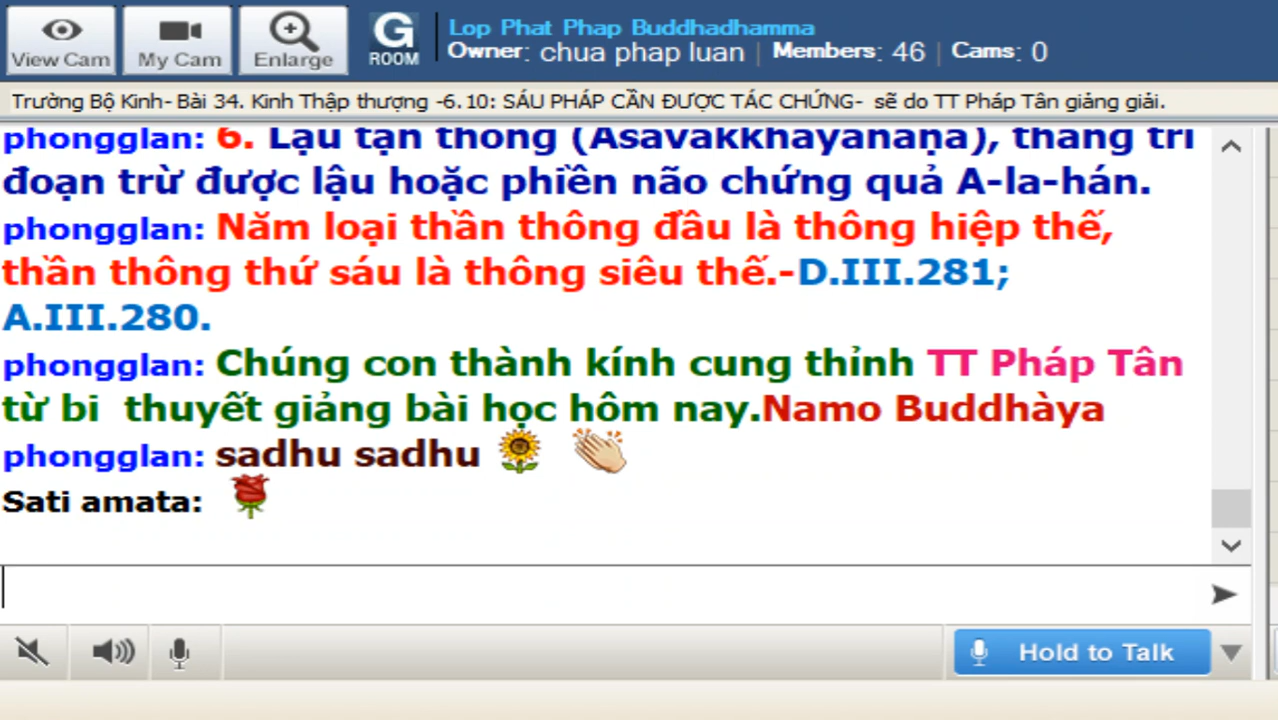 Lop Phat Phap Buddhadhamma
View Cam My Cam Enlarge G ROOM Owner: chua phap luan | Members: 46 | Cams: 0
Trường Bộ Kinh- Bài 34. Kinh Thập thượng -6.10: SÁU PHÁP CẦN ĐƯỢC TÁC CHỨNG- sẽ do TT Pháp Tân giảng giải.
phongglan: 6. Lậu tận thông (Āsavakkhayañāṇa), thắng trí
đoạn trừ được lậu hoặc phiền não chứng quả A-la-hán.
phongglan: Năm loại thần thông đầu là thông hiệp thế,
thần thông thứ sáu là thông siêu thế.-D.III.281;
A.III.280.
phongglan: Chúng con thành kính cung thỉnh TT Pháp Tân
từ bi thuyết giảng bài học hôm nay.Namo Buddhàya
phongglan: sadhu sadhu
Sati amata:
Hold to Talk